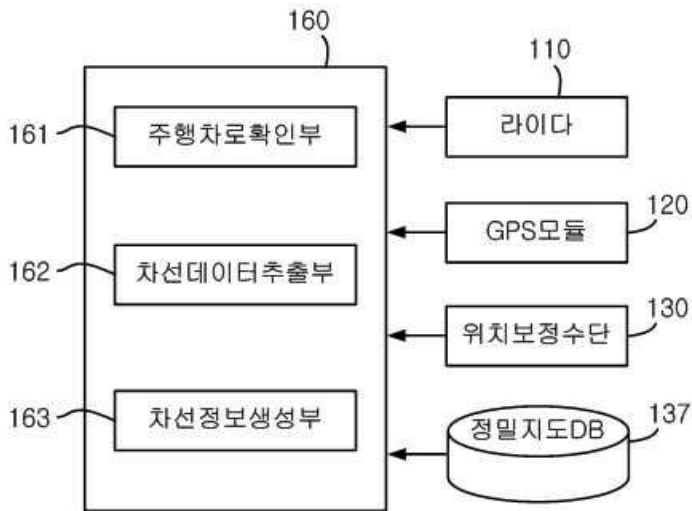 160
110
161
주행차로확인부
라이다
120
GPS모듈
162
차선데이터추출부
130
위치보정수단
163
차선정보생성부
정밀지도DB
137